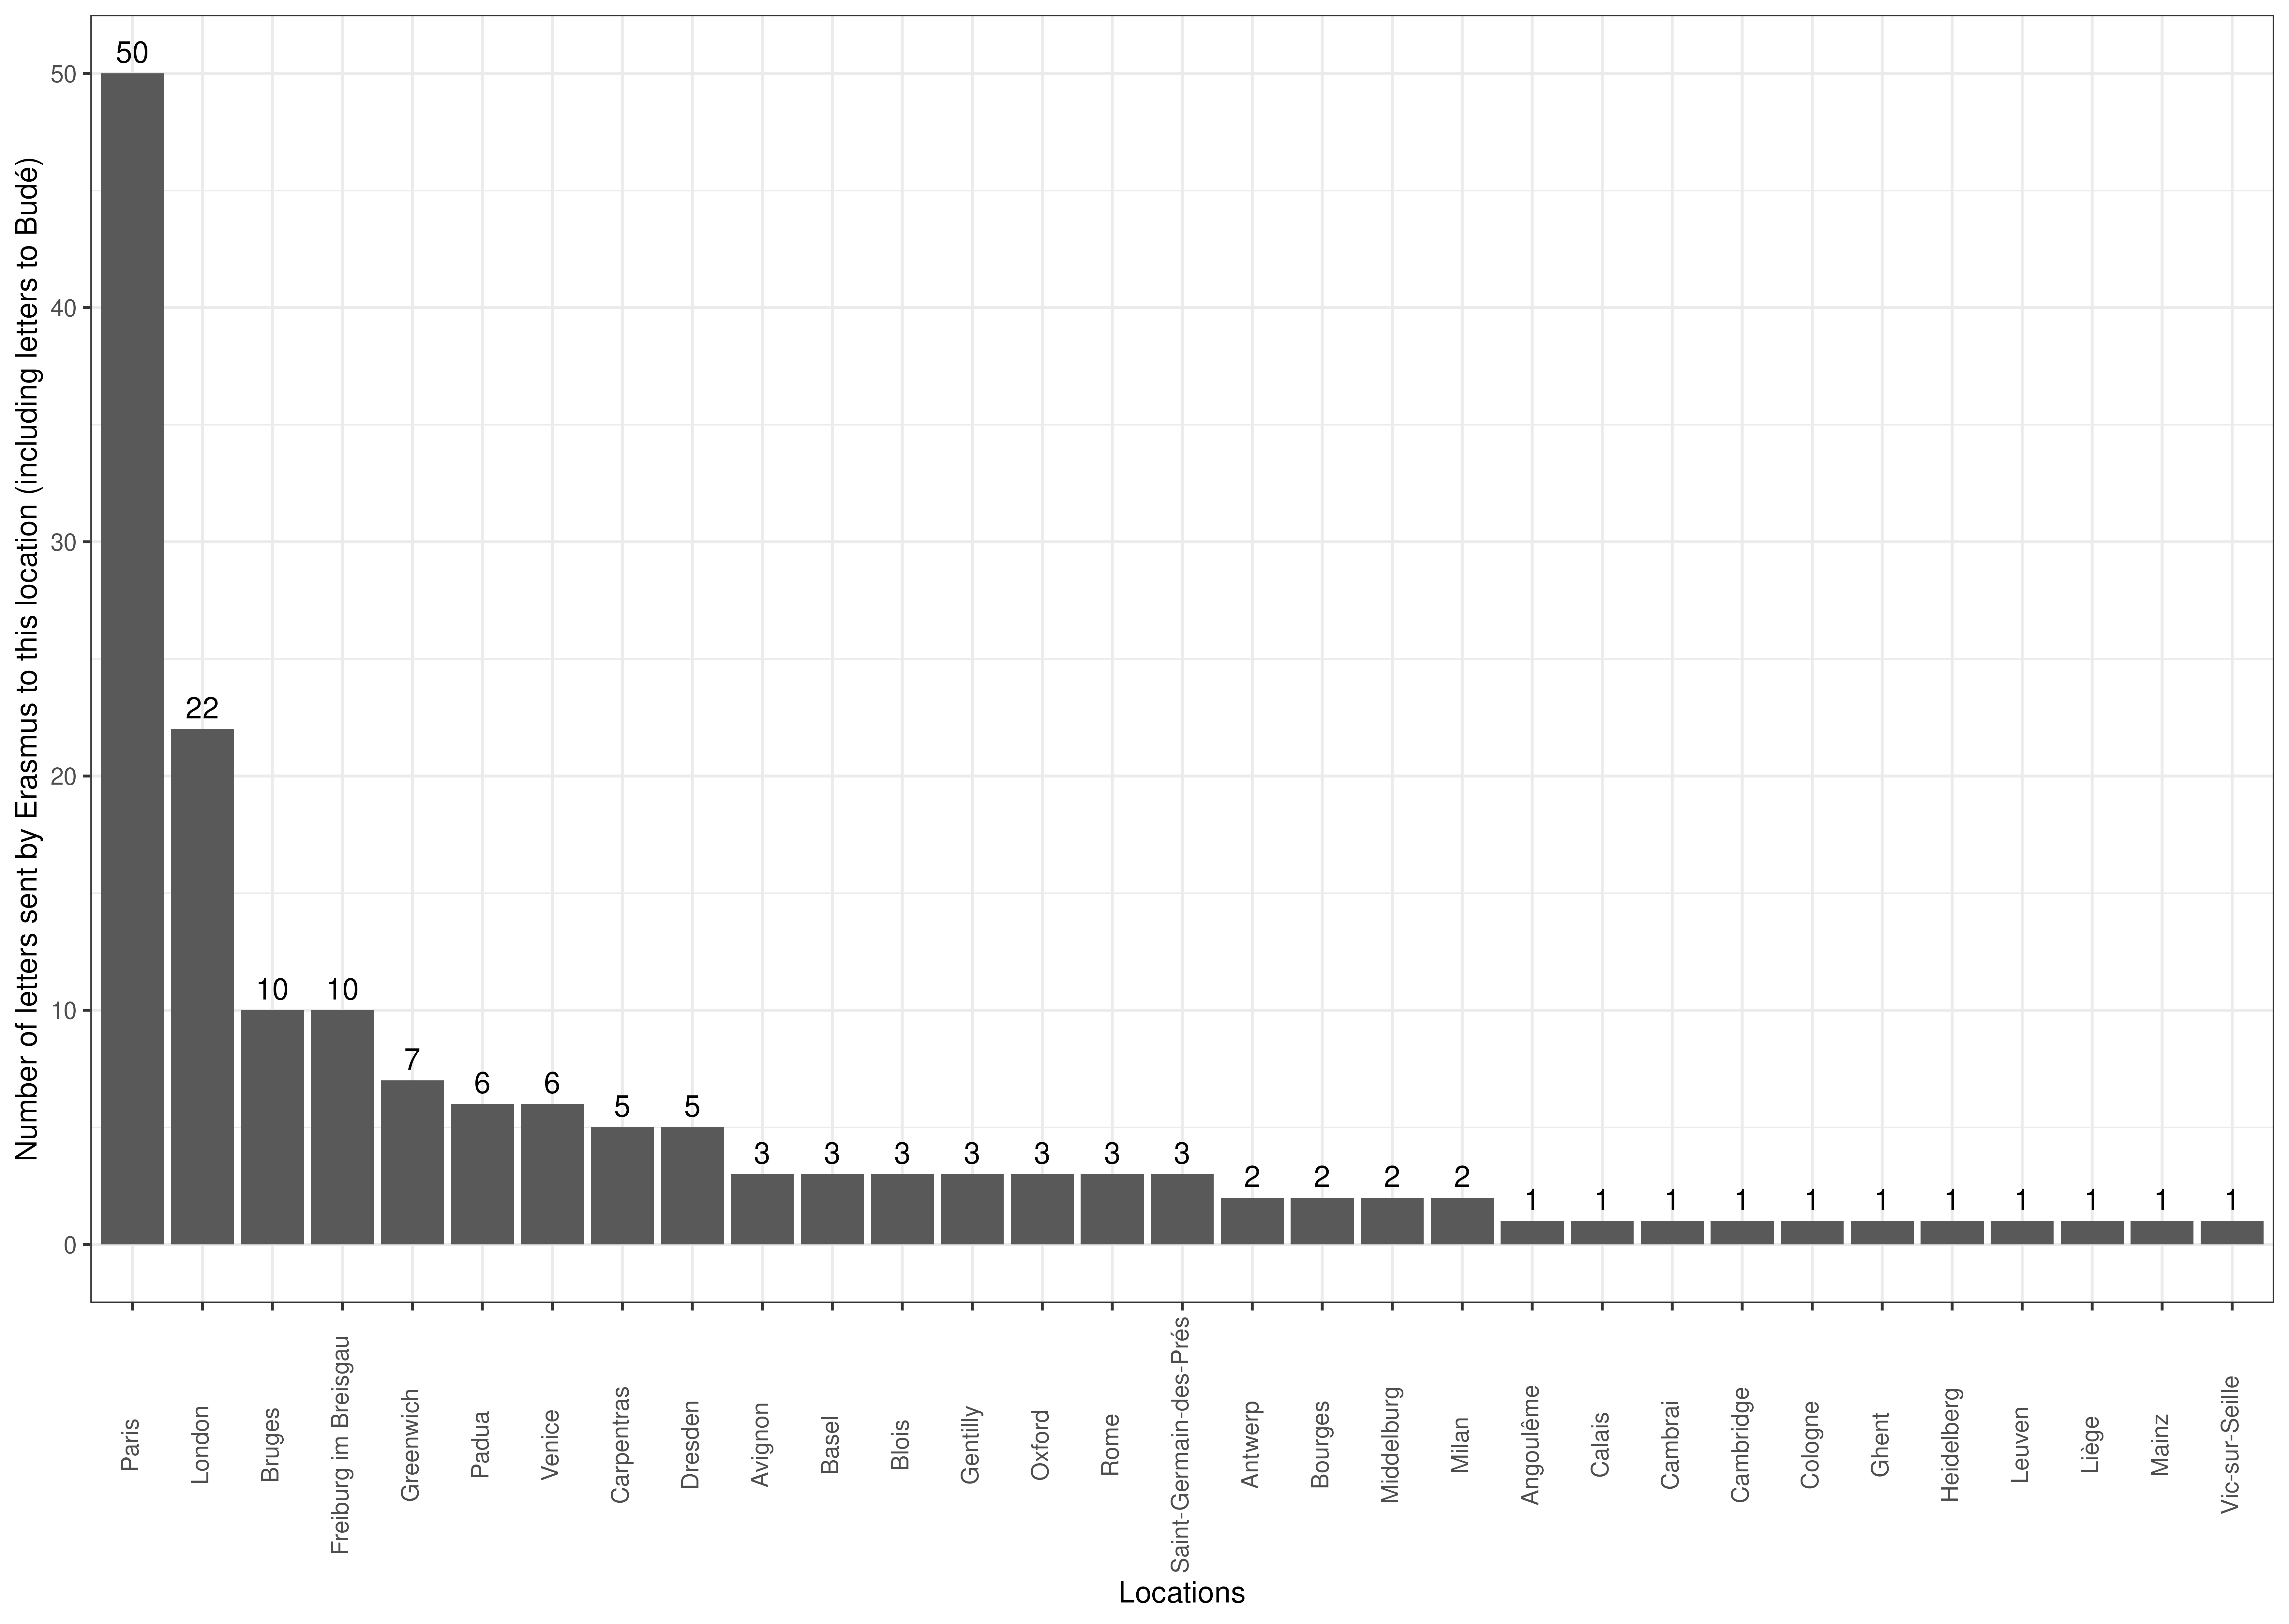 Number of letters sent by Erasmus to this location (including letters to Budé)
50
40
30
20
10
0
50
22
10
10
7
6
6
5
5
3
3
3
3
3
3
3
2
2
2
2
1
1
1
1
1
1
1
1
1
1
1
Paris
London
Bruges
Freiburg im Breisgau
Greenwich
Padua
Venice
Carpentras
Dresden
Avignon
Basel
Blois
Gentilly
Oxford
Rome
Saint-Germain-des-Prés
Antwerp
Bourges
Middelburg
Milan
Angoulême
Calais
Cambrai
Cambridge
Cologne
Ghent
Heidelberg
Leuven
Liège
Mainz
Vic-sur-Seille
Locations